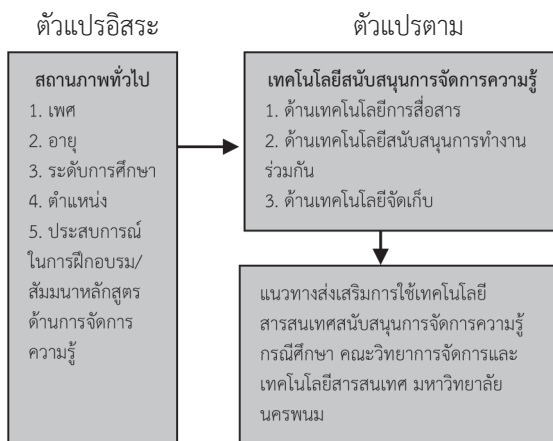 ตัวแปรอิสระ
สถานภาพทั่วไป
1. เพศ
2. อายุ
3. ระดับการศึกษา
4. ตำแหน่ง
5. ประสบการณ์
ในการฝึกอบรม/
สัมมนาหลักสูตร
ด้านการจัดการ
ความรู้
ตัวแปรตาม
เทคโนโลยีสนับสนุนการจัดการความรู้
1. ด้านเทคโนโลยีการสื่อสาร
2. ด้านเทคโนโลยีสนับสนุนการทำงาน
ร่วมกัน
3. ด้านเทคโนโลยีจัดเก็บ
แนวทางส่งเสริมการใช้เทคโนโลยี
สารสนเทศสนับสนุนการจัดการความรู้
กรณีศึกษา คณะวิทยาการจัดการและ
เทคโนโลยีสารสนเทศ มหาวิทยาลัย
นครพนม